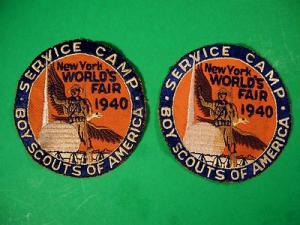 SERVICE CAMP
New York
WORLD'S
FAIR
1940
BOY SCOUTS OF AMERICA
SERVICE CAMP
New York
WORLD'S
FAIR
1940
BOY SCOUTS OF AMERICA